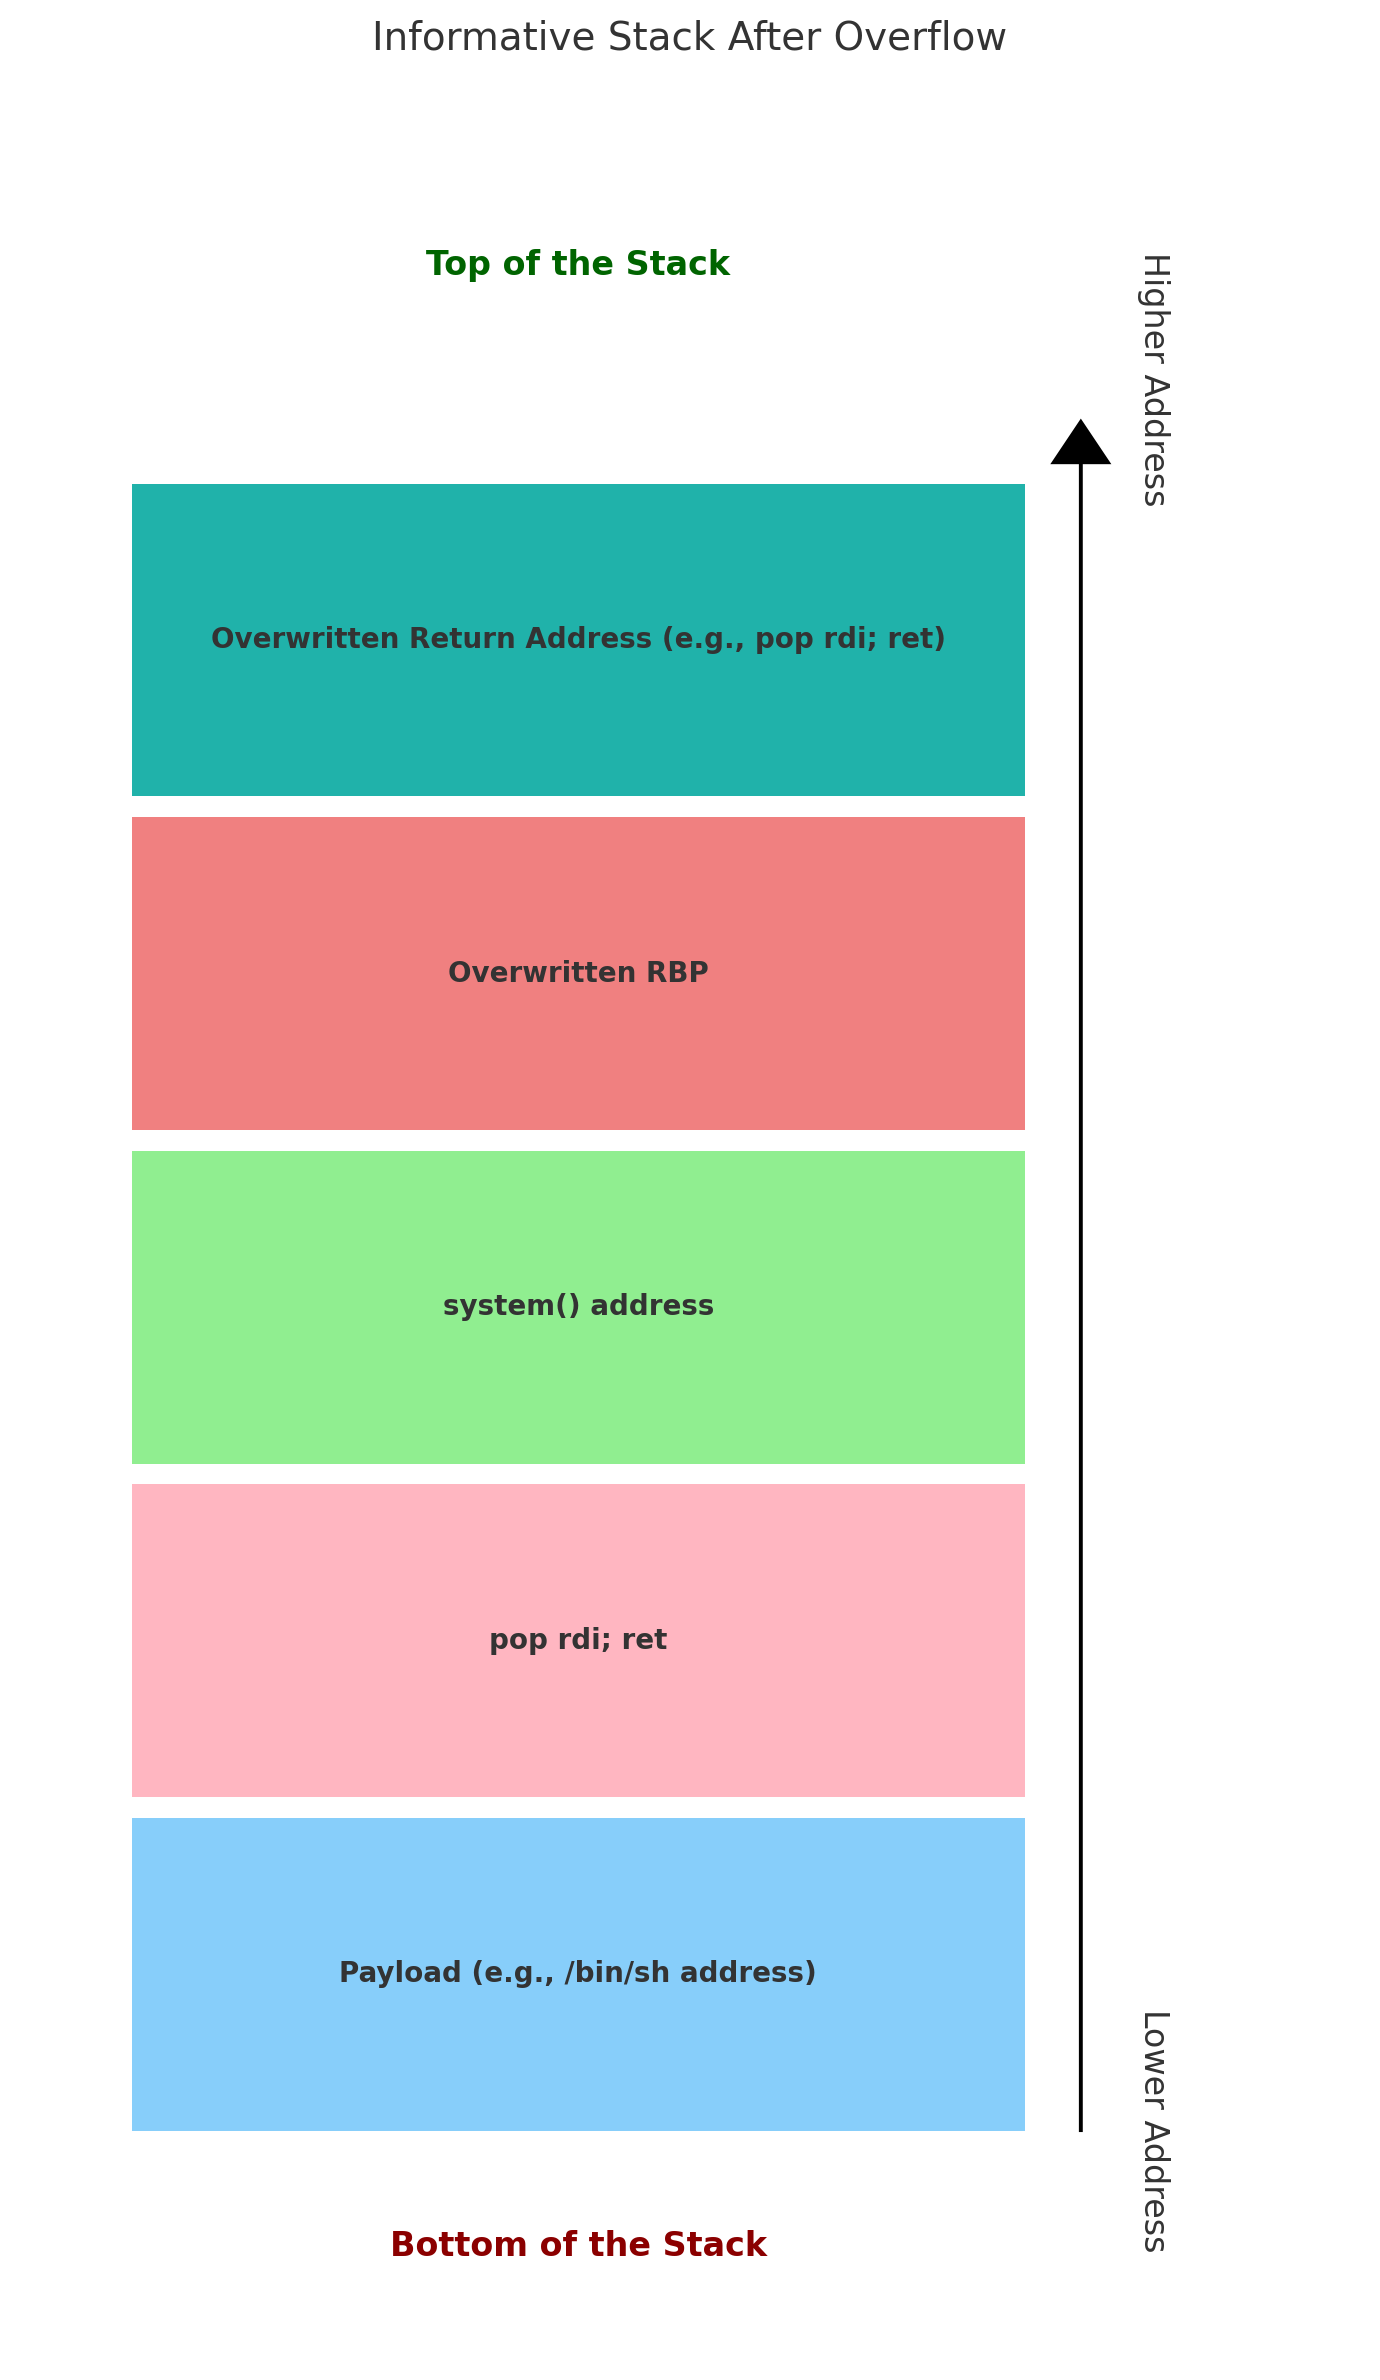 Informative Stack After Overflow
Top of the Stack
Higher Address
Overwritten Return Address (e.g., pop rdi; ret)
Overwritten RBP
system() address
pop rdi; ret
Payload (e.g., /bin/sh address)
Lower Address
Bottom of the Stack